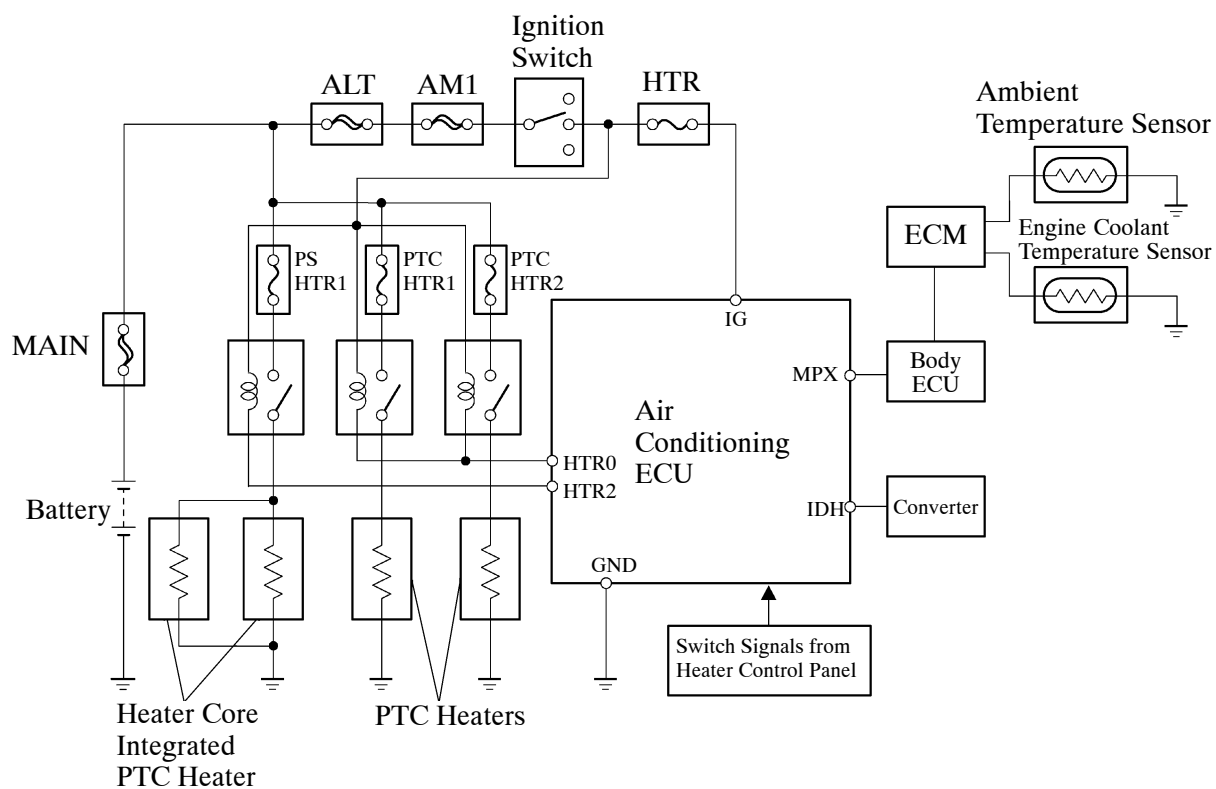 Ignition
Switch
ALT
AM1
HTR
Ambient
Temperature Sensor
ECM
Engine Coolant
Temperature Sensor
PS
HTR1
PTC
HTR1
PTC
HTR2
IG
MAIN
MPX
Body
ECU
Air
Conditioning
ECU
HTR0
HTR2
Battery
IDH
Converter
GND
Switch Signals from
Heater Control Panel
Heater Core
Integrated
PTC Heater
PTC Heaters